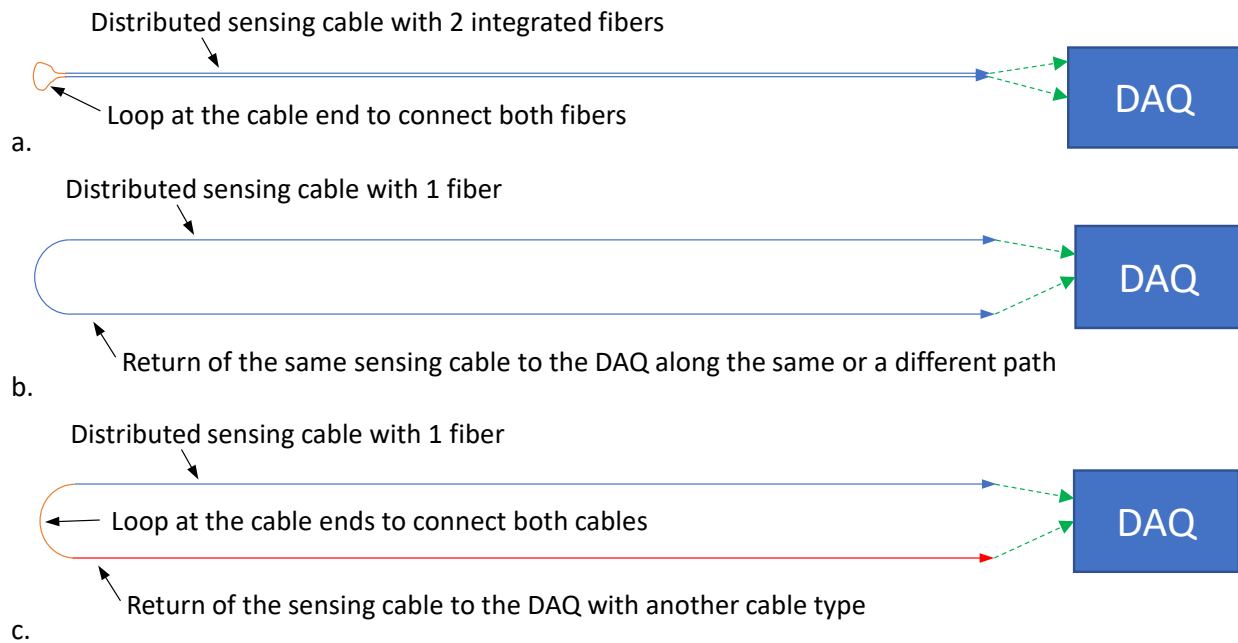 Distributed sensing cable with 2 integrated fibers
DAQ
Loop at the cable end to connect both fibers
a.
Distributed sensing cable with 1 fiber
DAQ
Return of the same sensing cable to the DAQ along the same or a different path
b.
Distributed sensing cable with 1 fiber
Loop at the cable ends to connect both cables
DAQ
Return of the sensing cable to the DAQ with another cable type
c.